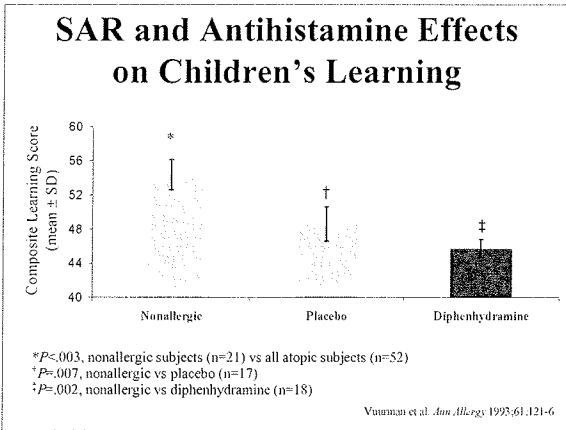 SAR and Antihistamine Effects
on Children's Learning
Composite Learning Score
(mean ± SD)
60
56
52
48
44
40
*
†
‡
Nonallergic
Placebo
Diphenhydramine
*P<.003, nonallergic subjects (n=21) vs all atopic subjects (n=52)
†P=.007, nonallergic vs placebo (n=17)
‡P=.002, nonallergic vs diphenhydramine (n=18)
Vuurman et al. Ann Allergy 1993;61:121-6